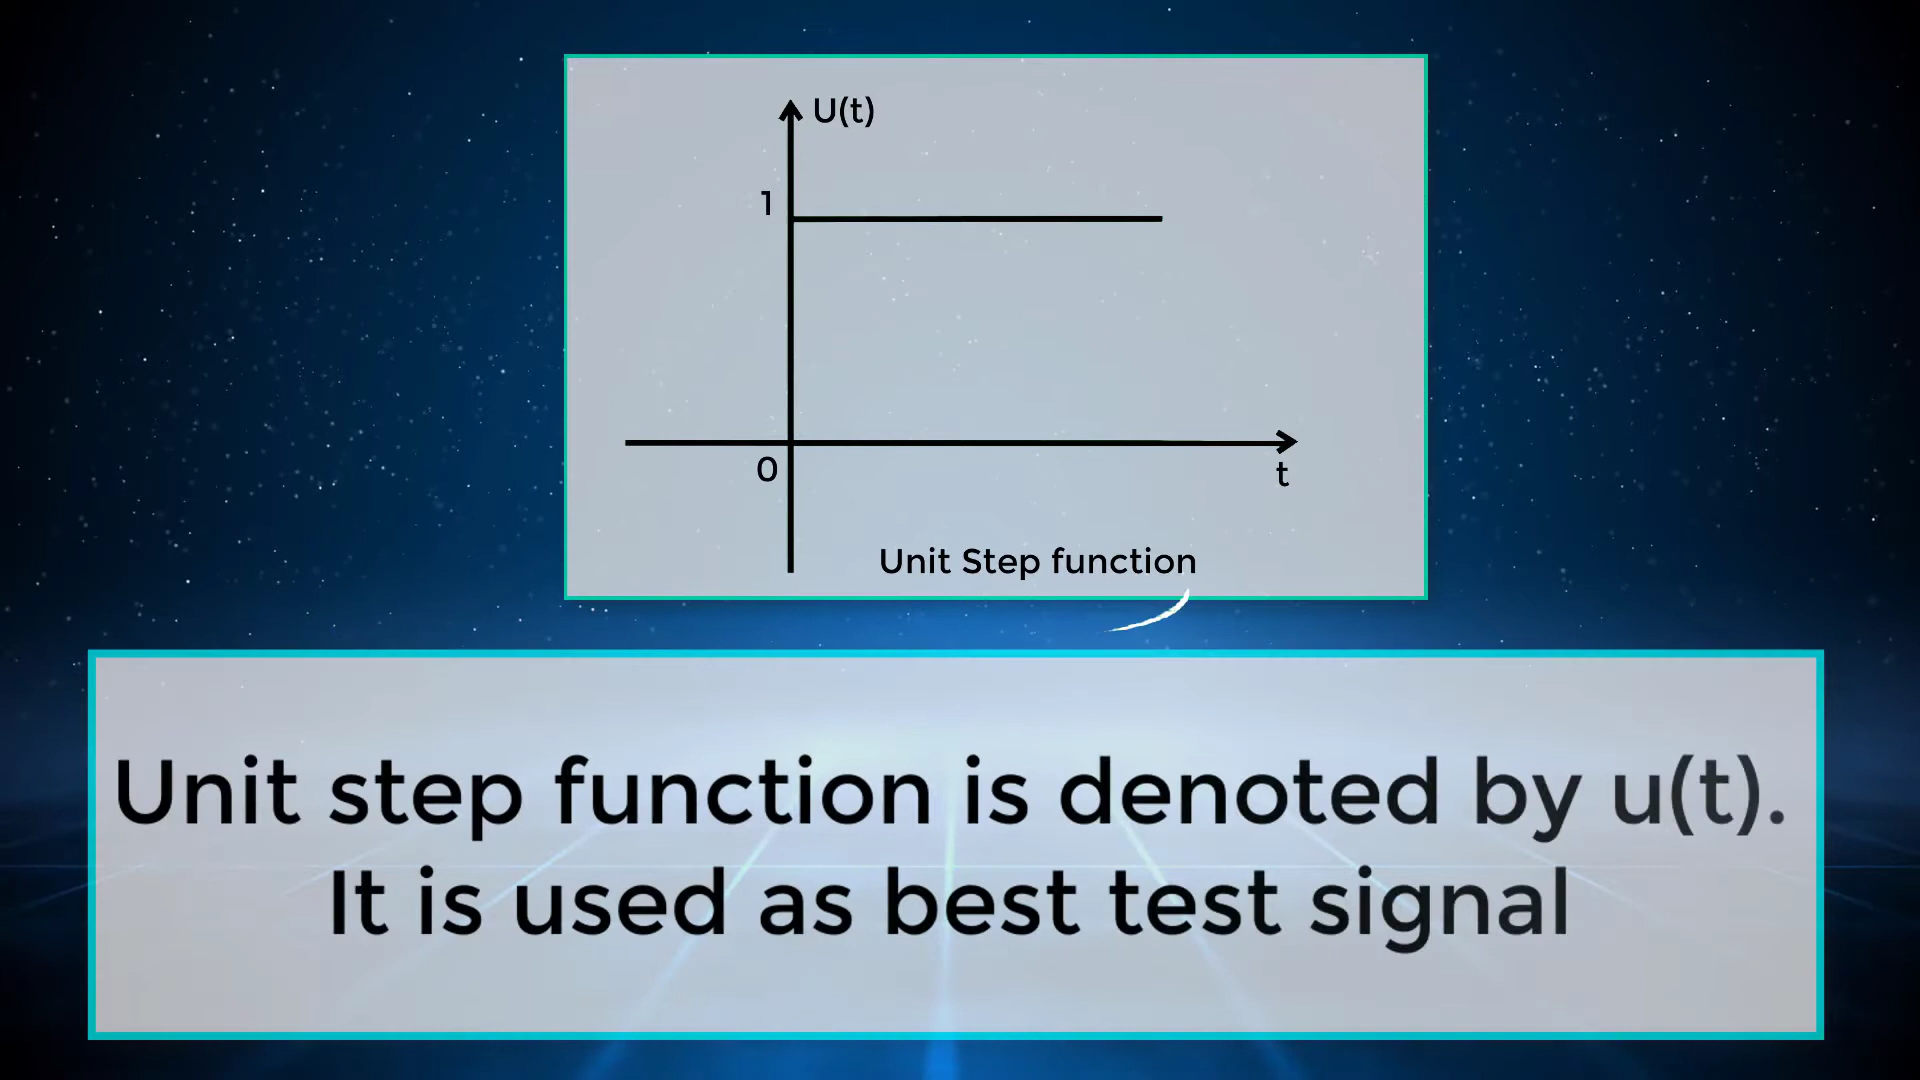 U(t)
1
0
t
Unit Step function
Unit step function is denoted by u(t).
It is used as best test signal